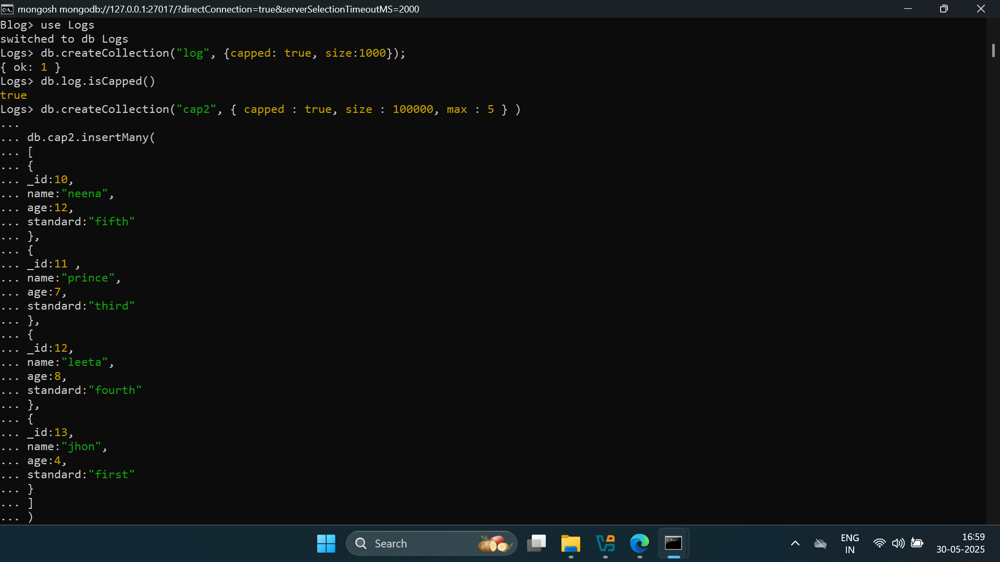 mongosh mongodb://127.0.0.1:27017/?directConnection=true&serverSelectionTimeoutMS=2000
Blog> use Logs
switched to db Logs
Logs> db.createCollection("log", {capped: true, size:1000});
{ ok: 1 }
Logs> db.log.isCapped()
true
Logs> db.createCollection("cap2", { capped : true, size : 100000, max : 5 } )
...
... db.cap2.insertMany(
... [
... {
... _id:10,
... name:"neena",
... age:12,
... standard:"fifth"
... },
... {
... _id:11 ,
... name:"prince",
... age:7,
... standard:"third"
... },
... {
... _id:12,
... name:"leeta",
... age:8,
... standard:"fourth"
... },
... {
... _id:13,
... name:"jhon",
... age:4,
... standard:"first"
... }
... ]
... )
Search
ENG
IN
16:59
30-05-2025